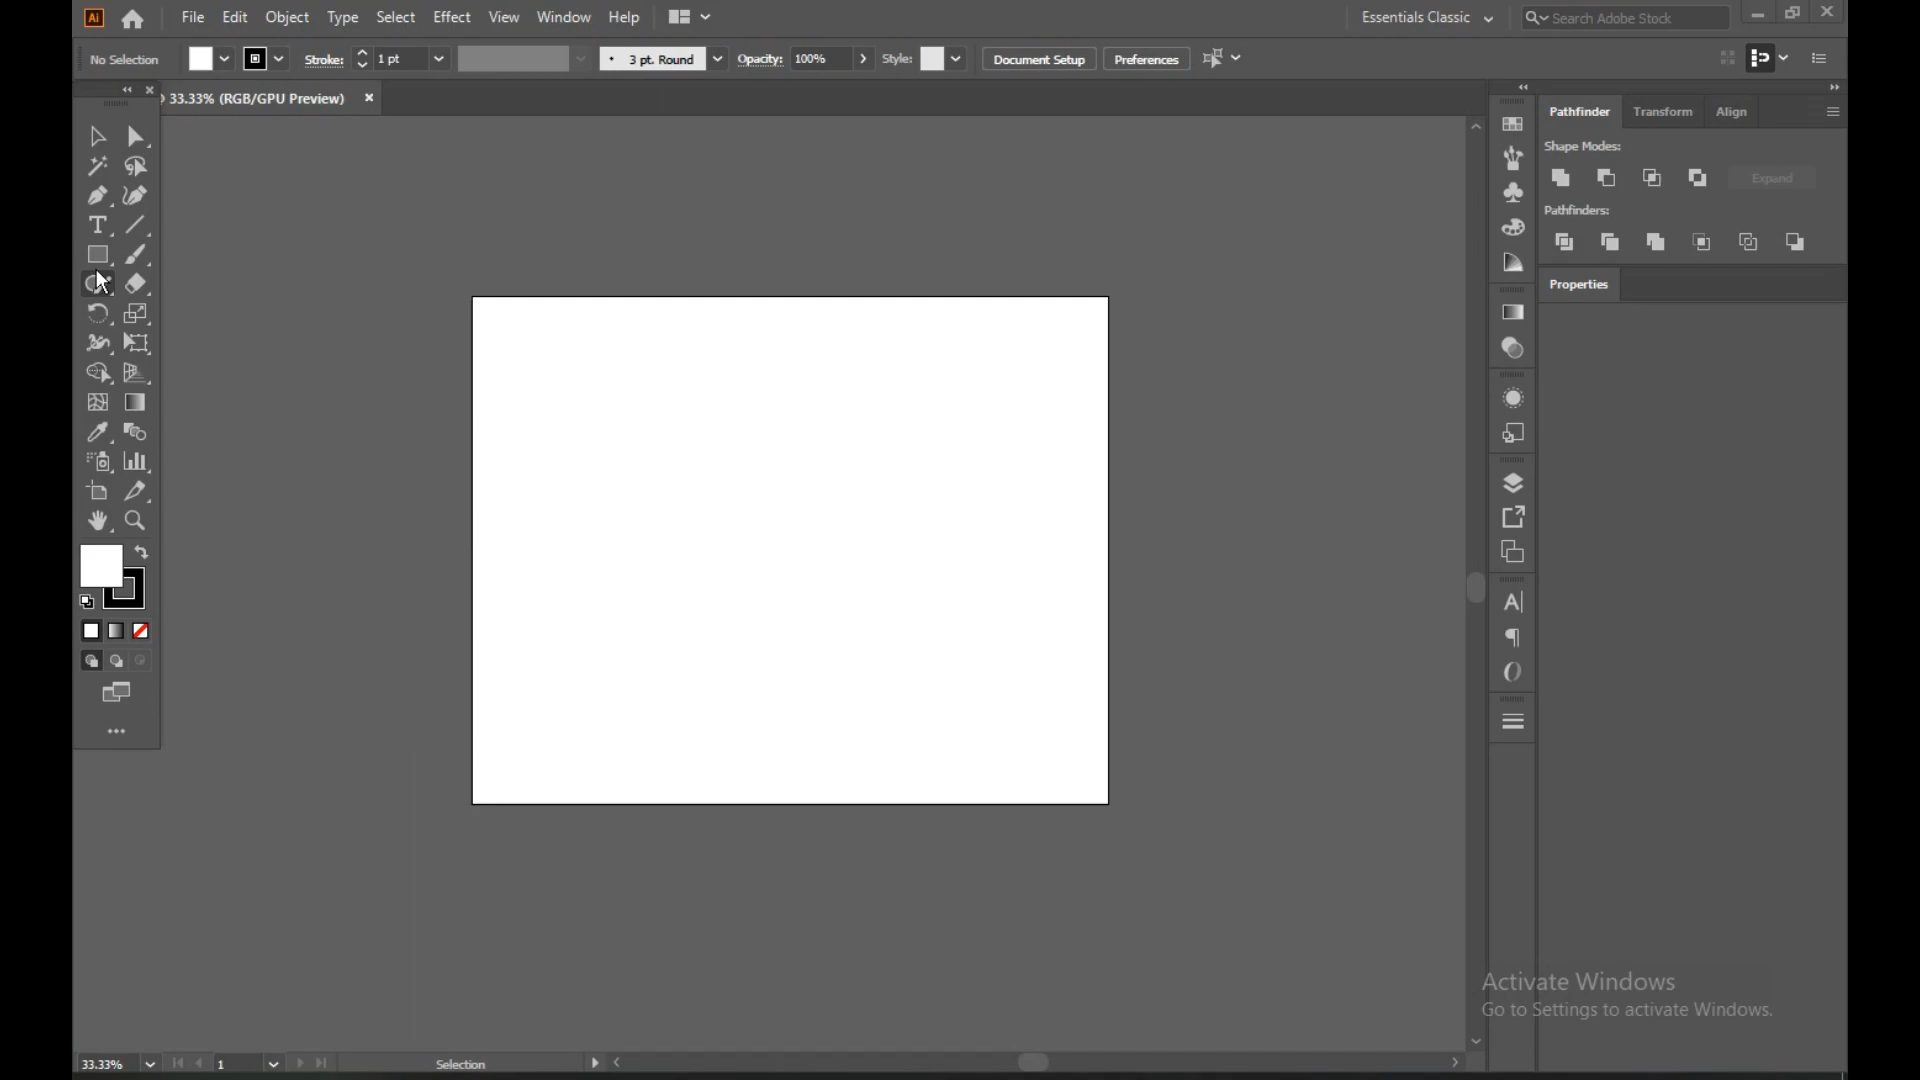 Ai File Edit Object Type Select Effect View Window Help Essentials Classic Search Adobe Stock
No Selection Stroke: 1 pt 3 pt. Round Opacity: 100% Style: Document Setup Preferences
33.33% (RGB/GPU Preview)
Pathfinder Transform Align
Shape Modes:
Expand
Pathfinders:
Properties
Activate Windows
Go to Settings to activate Windows.
33.33% 1 Selection